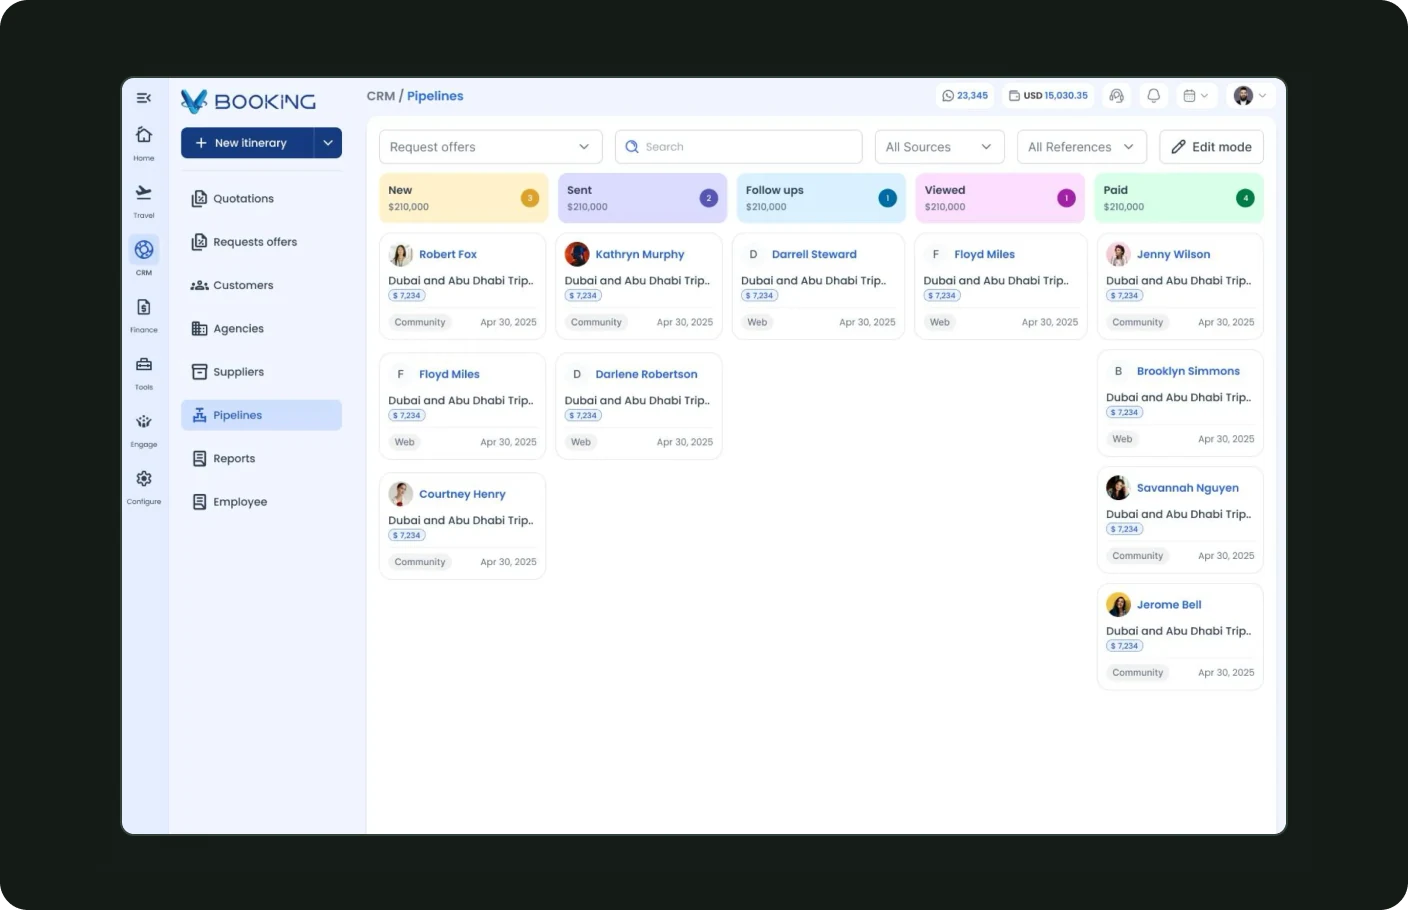 BOOKING
CRM / Pipelines
23,345
USD 15,030.35
Home
Travel
CRM
Finance
Tools
Engage
Configure
New itinerary
Quotations
Requests offers
Customers
Agencies
Suppliers
Pipelines
Reports
Employee
Request offers
Search
All Sources
All References
Edit mode
New
$210,000
3
Sent
$210,000
2
Follow ups
$210,000
1
Viewed
$210,000
1
Paid
$210,000
4
Robert Fox
Dubai and Abu Dhabi Trip..
$ 7,234
Community Apr 30, 2025
F Floyd Miles
Dubai and Abu Dhabi Trip..
$ 7,234
Web Apr 30, 2025
Courtney Henry
Dubai and Abu Dhabi Trip..
$ 7,234
Community Apr 30, 2025
Kathryn Murphy
Dubai and Abu Dhabi Trip..
$ 7,234
Community Apr 30, 2025
D Darlene Robertson
Dubai and Abu Dhabi Trip..
$ 7,234
Web Apr 30, 2025
D Darrell Steward
Dubai and Abu Dhabi Trip..
$ 7,234
Web Apr 30, 2025
F Floyd Miles
Dubai and Abu Dhabi Trip..
$ 7,234
Web Apr 30, 2025
Jenny Wilson
Dubai and Abu Dhabi Trip..
$ 7,234
Community Apr 30, 2025
B Brooklyn Simmons
Dubai and Abu Dhabi Trip..
$ 7,234
Web Apr 30, 2025
Savannah Nguyen
Dubai and Abu Dhabi Trip..
$ 7,234
Community Apr 30, 2025
Jerome Bell
Dubai and Abu Dhabi Trip..
$ 7,234
Community Apr 30, 2025